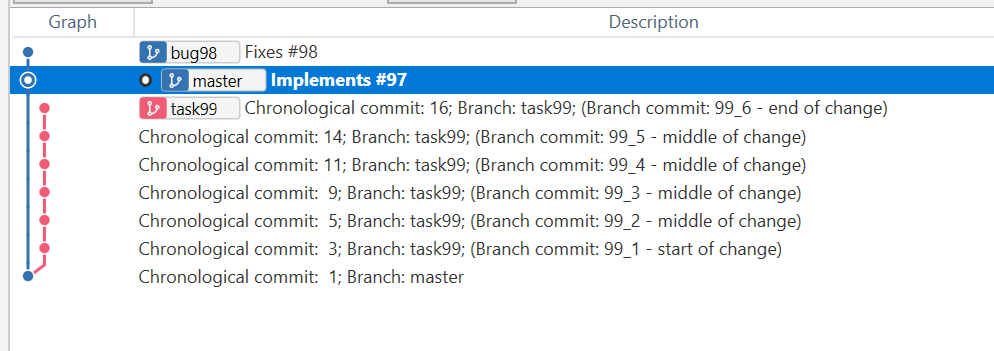 Graph Description
bug98 Fixes #98
master Implements #97
task99 Chronological commit: 16; Branch: task99; (Branch commit: 99_6 - end of change)
Chronological commit: 14; Branch: task99; (Branch commit: 99_5 - middle of change)
Chronological commit: 11; Branch: task99; (Branch commit: 99_4 - middle of change)
Chronological commit:  9; Branch: task99; (Branch commit: 99_3 - middle of change)
Chronological commit:  5; Branch: task99; (Branch commit: 99_2 - middle of change)
Chronological commit:  3; Branch: task99; (Branch commit: 99_1 - start of change)
Chronological commit:  1; Branch: master